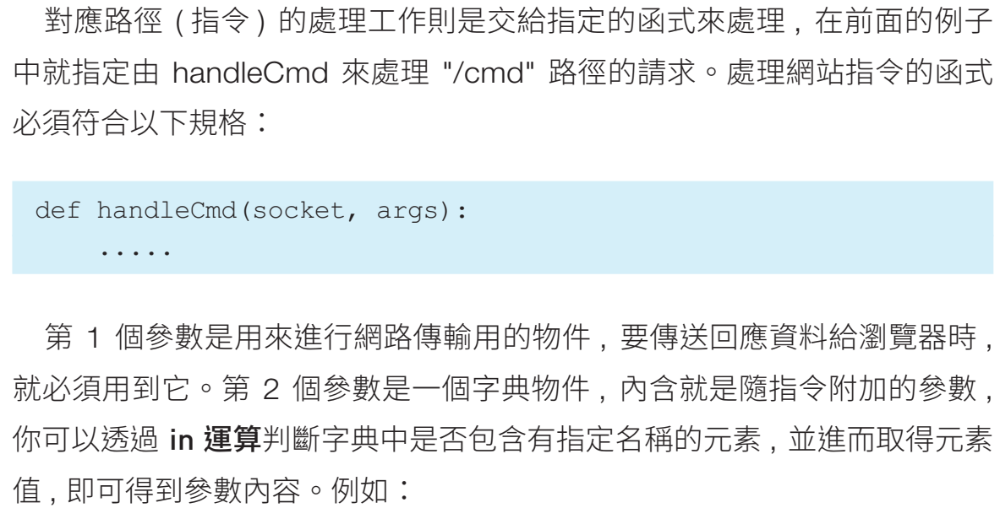 對應路徑 ( 指令 ) 的處理工作則是交給指定的函式來處理 , 在前面的例子
中就指定由 handleCmd 來處理 "/cmd" 路徑的請求。處理網站指令的函式
必須符合以下規格：
def handleCmd(socket, args):
    .....
第 1 個參數是用來進行網路傳輸用的物件 , 要傳送回應資料給瀏覽器時 ,
就必須用到它。第 2 個參數是一個字典物件 , 內含就是隨指令附加的參數 ,
你可以透過 in 運算判斷字典中是否包含有指定名稱的元素 , 並進而取得元素
值 , 即可得到參數內容。例如：